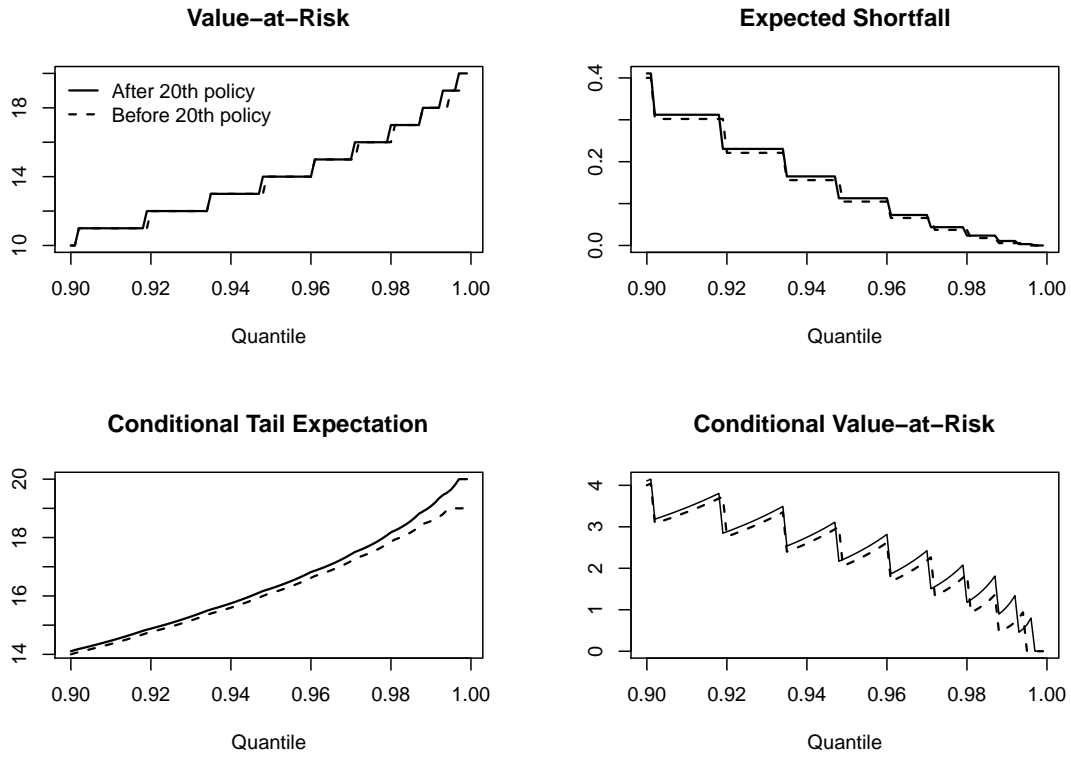 Value−at−Risk
After 20th policy
Before 20th policy
10
14
18
0.90 0.92 0.94 0.96 0.98 1.00
Quantile
Expected Shortfall
0.0
0.2
0.4
0.90 0.92 0.94 0.96 0.98 1.00
Quantile
Conditional Tail Expectation
14
16
18
20
0.90 0.92 0.94 0.96 0.98 1.00
Quantile
Conditional Value−at−Risk
0
1
2
3
4
0.90 0.92 0.94 0.96 0.98 1.00
Quantile